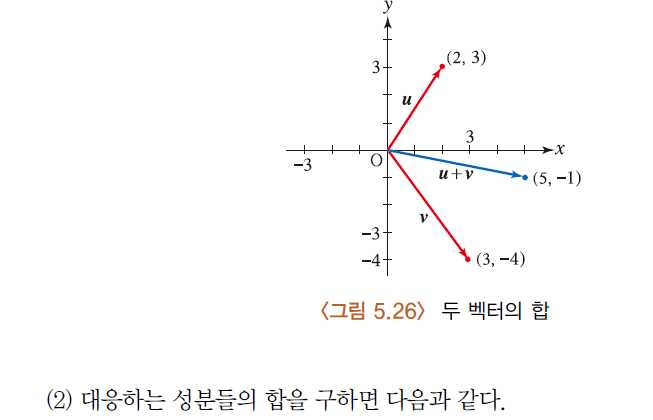 y
(2, 3)
3
u
3
x
-3
O
u+v
(5, -1)
v
-3
-4
(3, -4)
〈그림 5.26〉 두 벡터의 합
(2) 대응하는 성분들의 합을 구하면 다음과 같다.